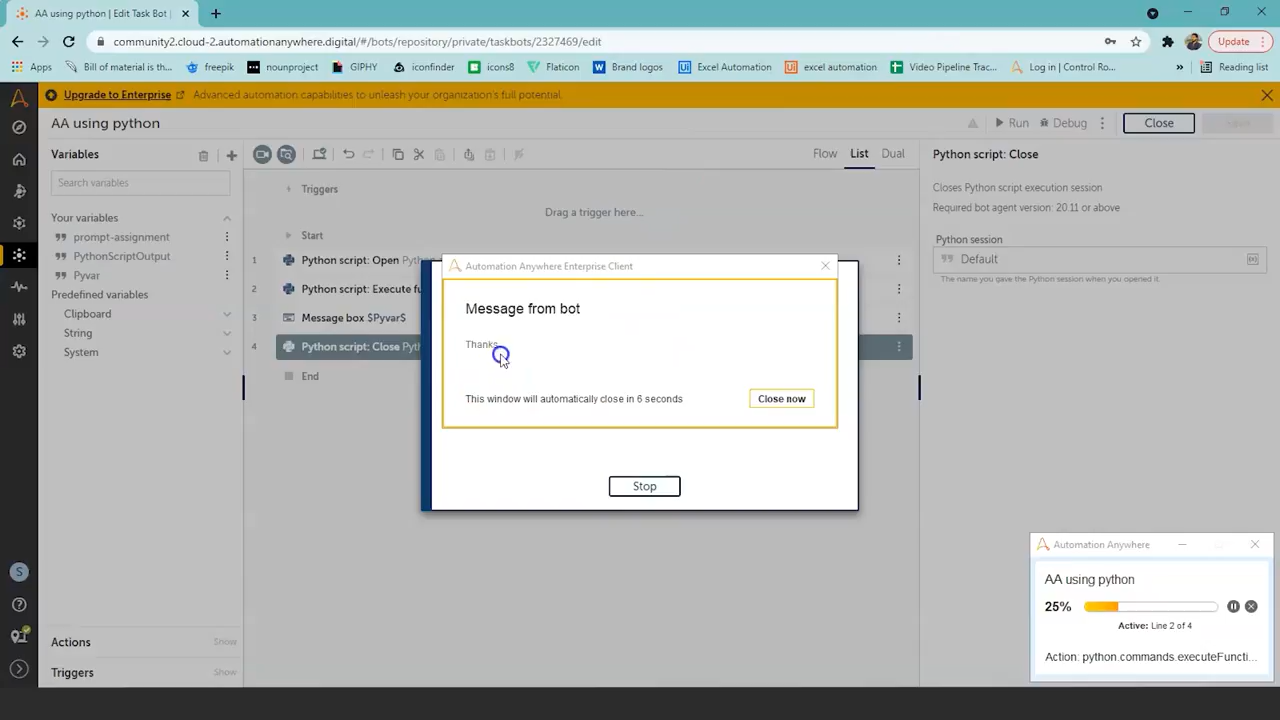 AA using python | Edit Task Bot |
community2.cloud-2.automationanywhere.digital/#/bots/repository/private/taskbots/2327469/edit
Update
Apps
Bill of material is th...
freepik
nounproject
GIPHY
iconfinder
icons8
Flaticon
Brand logos
Excel Automation
excel automation
Video Pipeline Trac...
Log in | Control Ro...
»
Reading list
Upgrade to Enterprise
Advanced automation capabilities to unleash your organization's full potential.
AA using python
Run
Debug
Close
Save
Variables
Flow
List
Dual
Search variables
Your variables
prompt-assignment
PythonScriptOutput
Pyvar
Predefined variables
Clipboard
String
System
Actions
Show
Triggers
Show
Triggers
Drag a trigger here...
Start
1 Python script: Open Pytho
2 Python script: Execute fu
3 Message box $Pyvar$
4 Python script: Close Pyth
End
Automation Anywhere Enterprise Client
Message from bot
Thanks
This window will automatically close in 6 seconds
Close now
Stop
Python script: Close
Closes Python script execution session
Required bot agent version: 20.11 or above
Python session
Default
The name you gave the Python session when you opened it.
Automation Anywhere
AA using python
25%
Active: Line 2 of 4
Action: python.commands.executeFuncti...
S